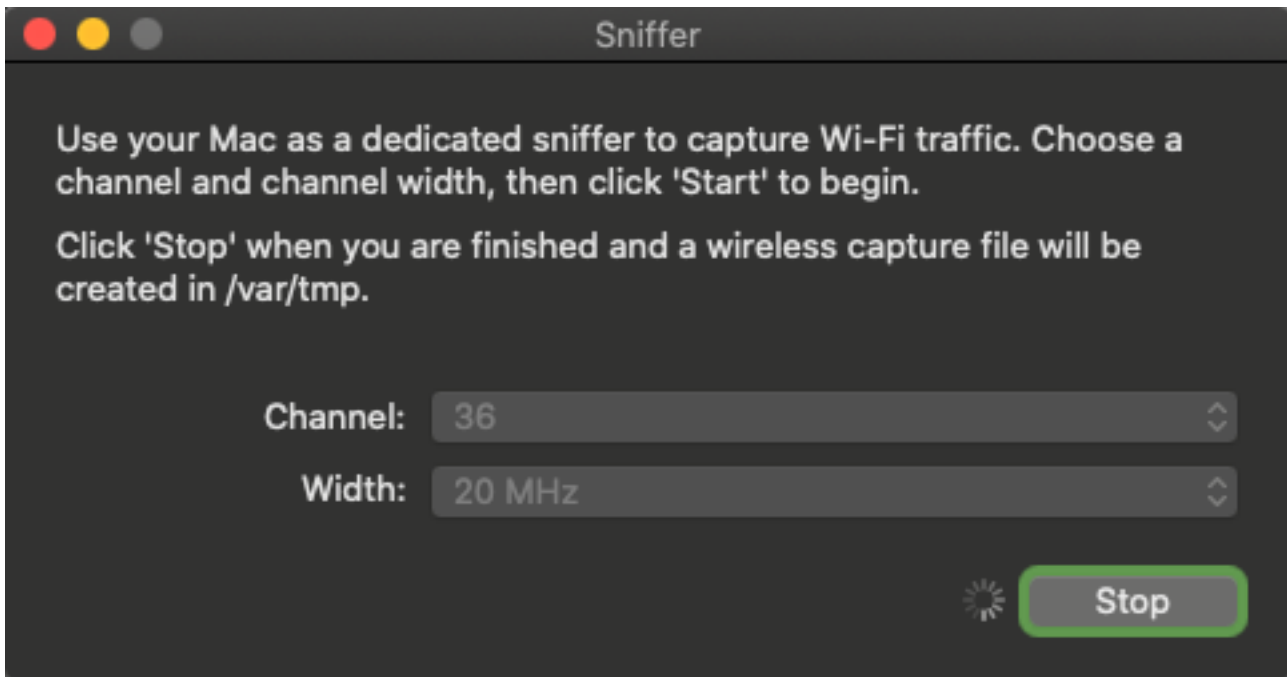 Sniffer
Use your Mac as a dedicated sniffer to capture Wi-Fi traffic. Choose a
channel and channel width, then click 'Start' to begin.
Click 'Stop' when you are finished and a wireless capture file will be
created in /var/tmp.
Channel: 36
Width: 20 MHz
Stop